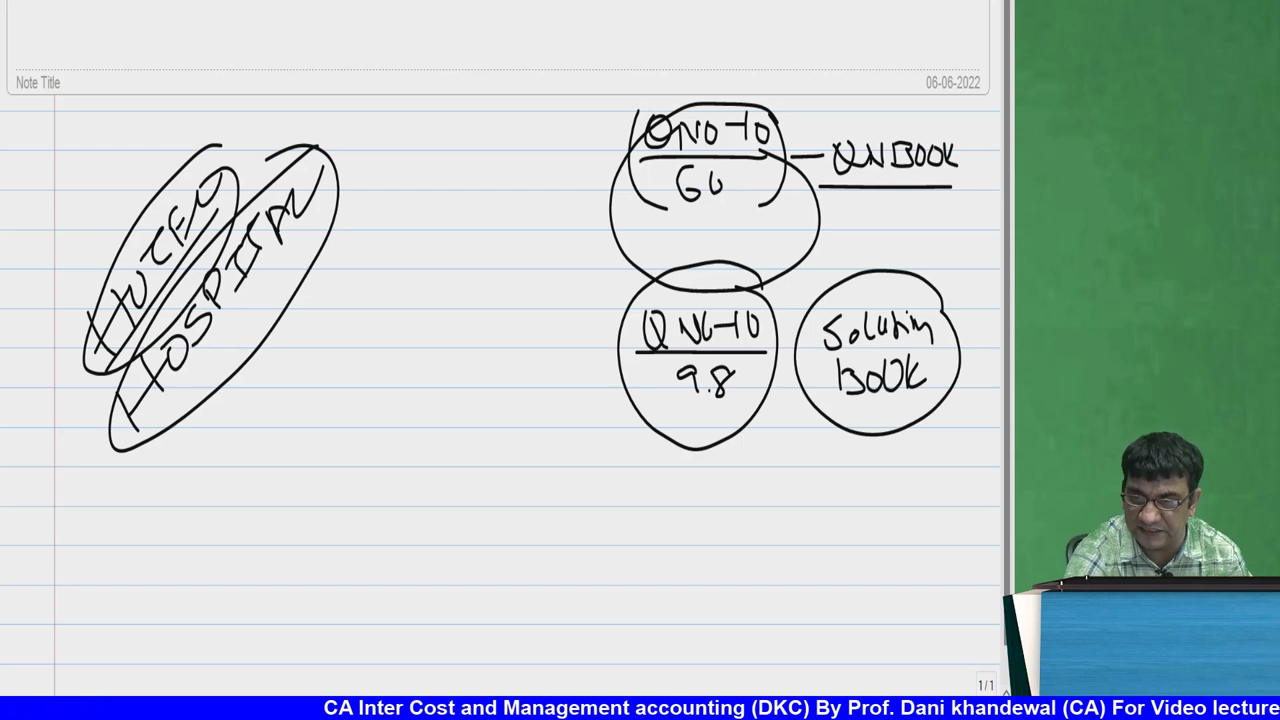 Note Title
06-06-2022
QNO-10
60
QN BOOK
HOTEL
HOSPITAL
QNO-10
9.8
Solution
BOOK
1/1
CA Inter Cost and Management accounting (DKC) By Prof. Dani khandewal (CA) For Video lecture